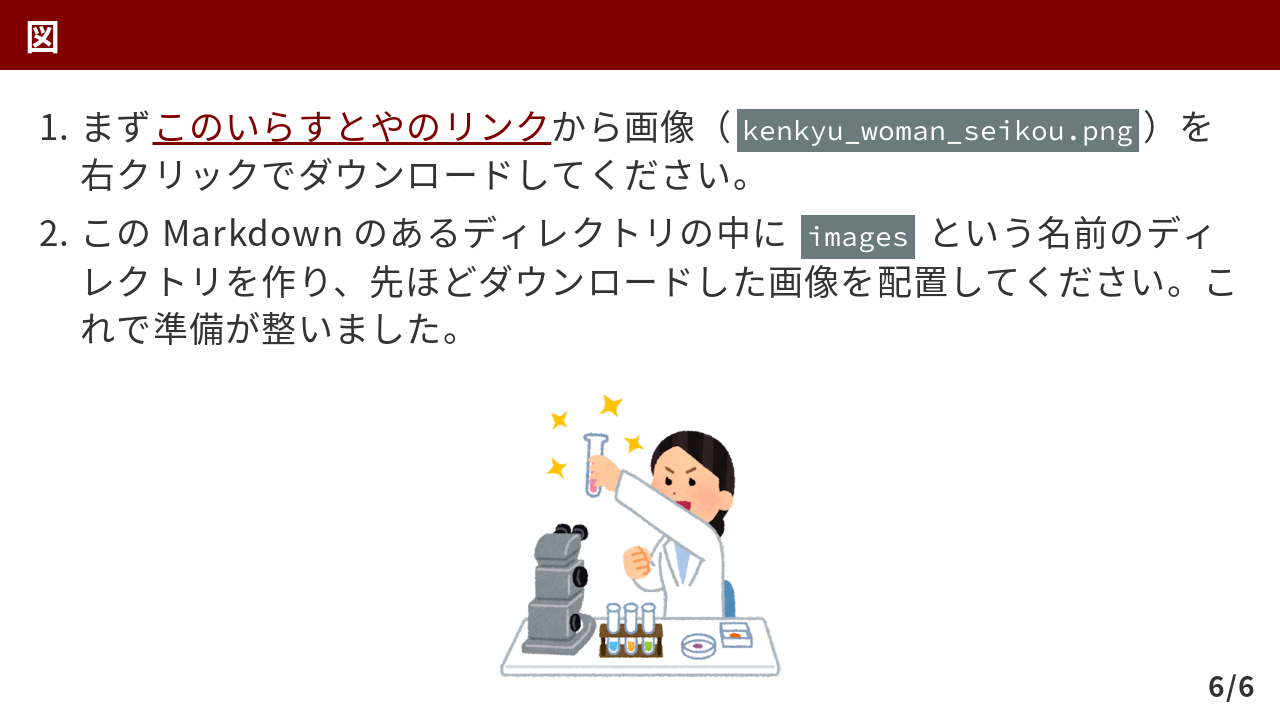 図
1. まずこのいらすとやのリンクから画像（kenkyu_woman_seikou.png）を
右クリックでダウンロードしてください。
2. この Markdown のあるディレクトリの中に images という名前のディ
レクトリを作り、先ほどダウンロードした画像を配置してください。こ
れで準備が整いました。
6/6